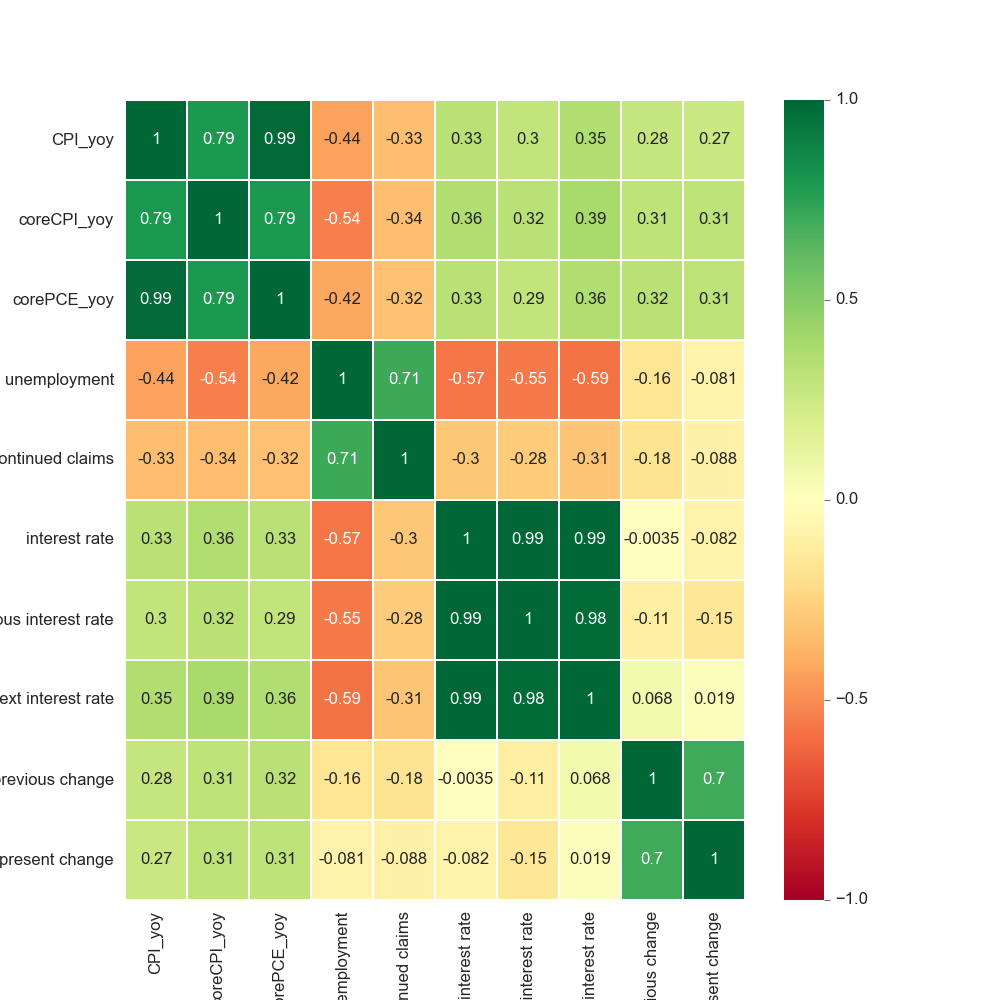 1.0
CPI_yoy 1 0.79 0.99 -0.44 -0.33 0.33 0.3 0.35 0.28 0.27
coreCPI_yoy 0.79 1 0.79 -0.54 -0.34 0.36 0.32 0.39 0.31 0.31
corePCE_yoy 0.99 0.79 1 -0.42 -0.32 0.33 0.29 0.36 0.32 0.31
0.5
unemployment -0.44 -0.54 -0.42 1 0.71 -0.57 -0.55 -0.59 -0.16 -0.081
ontinued claims -0.33 -0.34 -0.32 0.71 1 -0.3 -0.28 -0.31 -0.18 -0.088
0.0
interest rate 0.33 0.36 0.33 -0.57 -0.3 1 0.99 0.99 -0.0035 -0.082
ous interest rate 0.3 0.32 0.29 -0.55 -0.28 0.99 1 0.98 -0.11 -0.15
ext interest rate 0.35 0.39 0.36 -0.59 -0.31 0.99 0.98 1 0.068 0.019
−0.5
revious change 0.28 0.31 0.32 -0.16 -0.18 -0.0035 -0.11 0.068 1 0.7
present change 0.27 0.31 0.31 -0.081 -0.088 -0.082 -0.15 0.019 0.7 1
−1.0
CPI_yoy
oreCPI_yoy
rePCE_yoy
employment
nued claims
interest rate
interest rate
interest rate
ious change
sent change